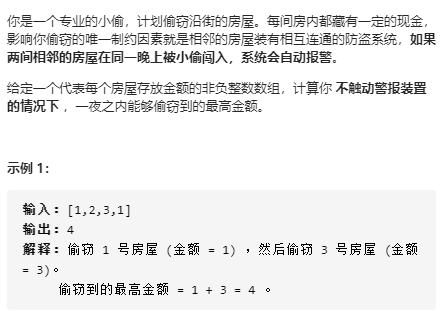 你是一个专业的小偷，计划偷窃沿街的房屋。每间房内都藏有一定的现金，
影响你偷窃的唯一制约因素就是相邻的房屋装有相互连通的防盗系统，如果
两间相邻的房屋在同一晚上被小偷闯入，系统会自动报警。
给定一个代表每个房屋存放金额的非负整数数组，计算你 不触动警报装置
的情况下 ，一夜之内能够偷窃到的最高金额。
示例 1：
输入：[1,2,3,1]
输出：4
解释：偷窃 1 号房屋 (金额 = 1) ，然后偷窃 3 号房屋 (金额
= 3)。
偷窃到的最高金额 = 1 + 3 = 4 。